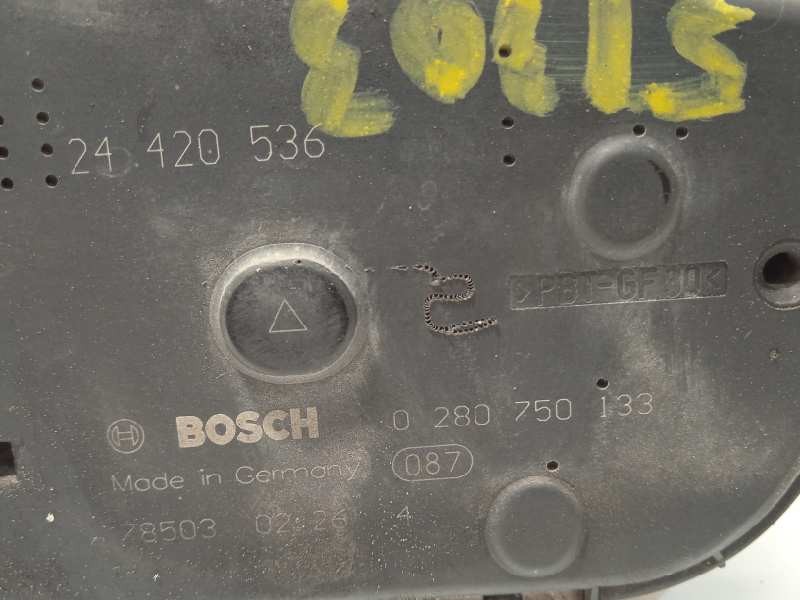 24 420 536
>PBT-GF30<
BOSCH 0 280 750 133
Made in Germany 087
78503 02 26 4